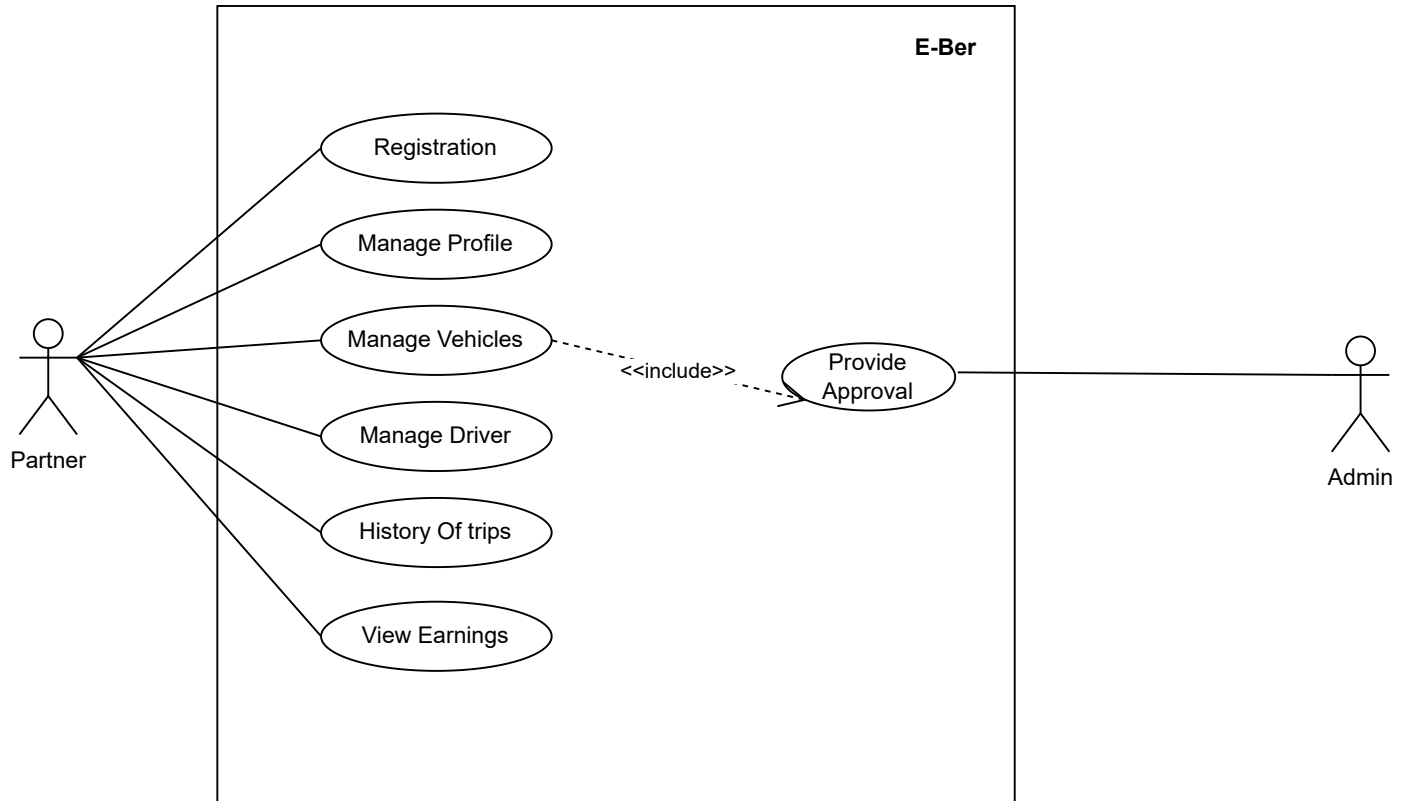 E-Ber
Registration
Manage Profile
Manage Vehicles
<<include>>
Provide
Approval
Manage Driver
Partner
Admin
History Of trips
View Earnings